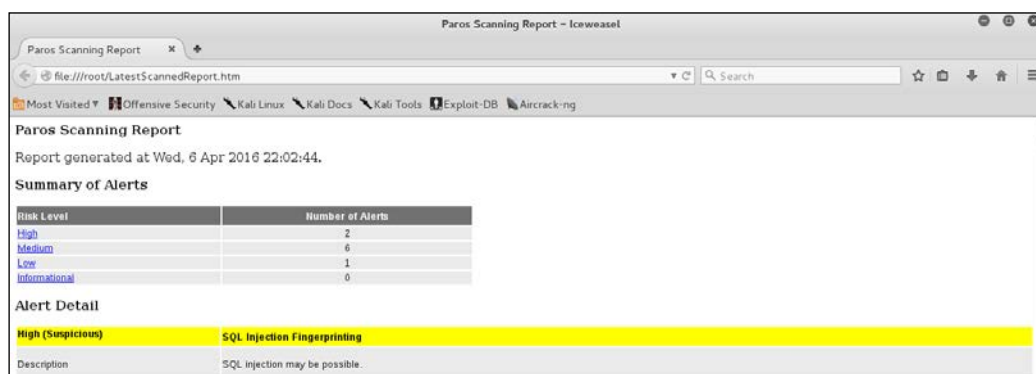 Paros Scanning Report - Iceweasel
Paros Scanning Report
file:///root/LatestScannedReport.htm
Search
Most Visited Offensive Security Kali Linux Kali Docs Kali Tools Exploit-DB Aircrack-ng
Paros Scanning Report
Report generated at Wed, 6 Apr 2016 22:02:44.
Summary of Alerts
Risk Level Number of Alerts
High 2
Medium 6
Low 1
Informational 0
Alert Detail
High (Suspicious) SQL Injection Fingerprinting
Description SQL injection may be possible.